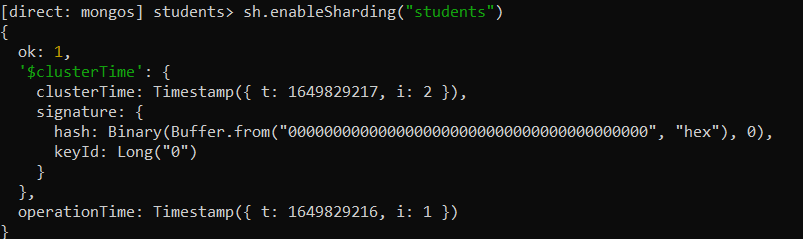 [direct: mongos] students> sh.enableSharding("students")
{
  ok: 1,
  '$clusterTime': {
    clusterTime: Timestamp({ t: 1649829217, i: 2 }),
    signature: {
      hash: Binary(Buffer.from("0000000000000000000000000000000000000000", "hex"), 0),
      keyId: Long("0")
    }
  },
  operationTime: Timestamp({ t: 1649829216, i: 1 })
}